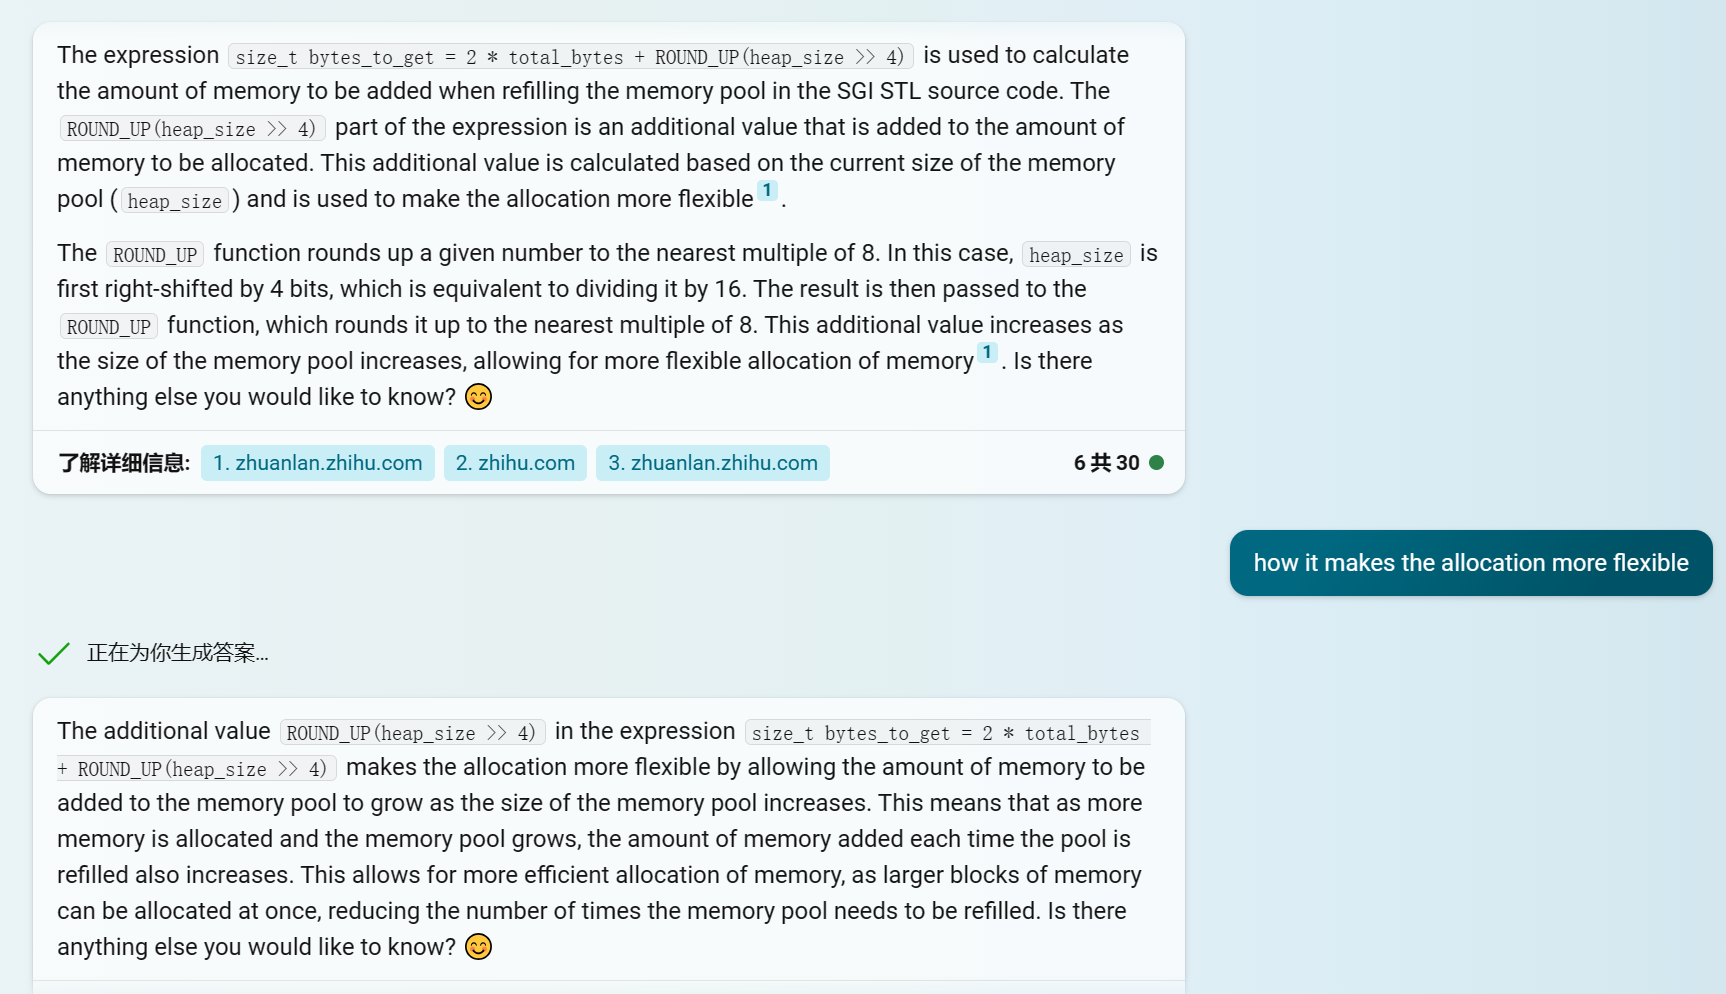 The expression size_t bytes_to_get = 2 * total_bytes + ROUND_UP(heap_size >> 4) is used to calculate
the amount of memory to be added when refilling the memory pool in the SGI STL source code. The
ROUND_UP(heap_size >> 4) part of the expression is an additional value that is added to the amount of
memory to be allocated. This additional value is calculated based on the current size of the memory
pool ( heap_size ) and is used to make the allocation more flexible 1 .
The ROUND_UP function rounds up a given number to the nearest multiple of 8. In this case, heap_size is
first right-shifted by 4 bits, which is equivalent to dividing it by 16. The result is then passed to the
ROUND_UP function, which rounds it up to the nearest multiple of 8. This additional value increases as
the size of the memory pool increases, allowing for more flexible allocation of memory 1 . Is there
anything else you would like to know? 😊
了解详细信息: 1. zhuanlan.zhihu.com 2. zhihu.com 3. zhuanlan.zhihu.com 6 共 30
how it makes the allocation more flexible
正在为你生成答案...
The additional value ROUND_UP(heap_size >> 4) in the expression size_t bytes_to_get = 2 * total_bytes
+ ROUND_UP(heap_size >> 4) makes the allocation more flexible by allowing the amount of memory to be
added to the memory pool to grow as the size of the memory pool increases. This means that as more
memory is allocated and the memory pool grows, the amount of memory added each time the pool is
refilled also increases. This allows for more efficient allocation of memory, as larger blocks of memory
can be allocated at once, reducing the number of times the memory pool needs to be refilled. Is there
anything else you would like to know? 😊